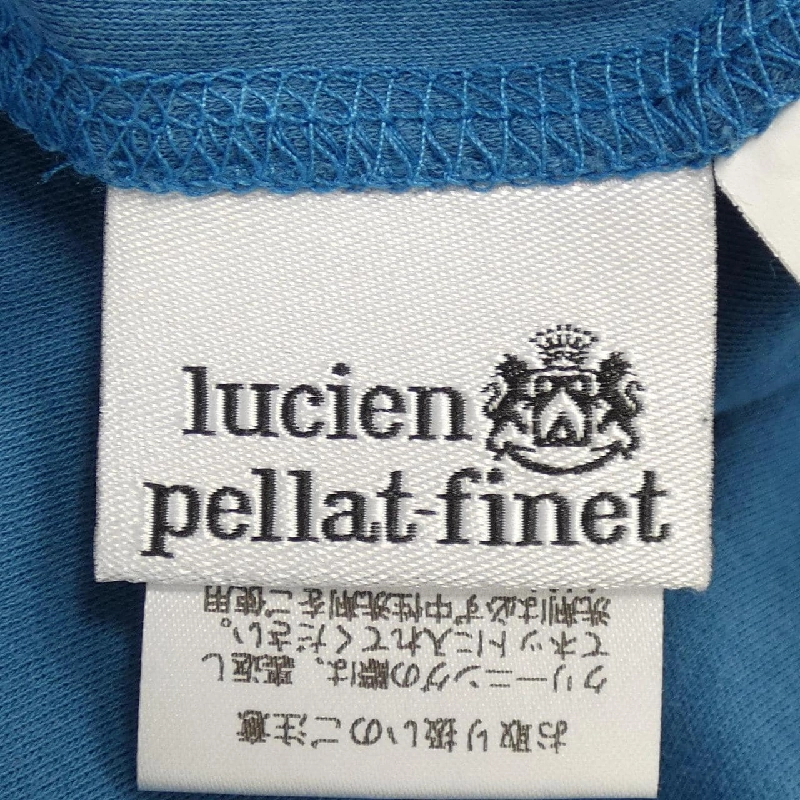 lucien
pellat-finet
お取り扱いのご注意
クリーニングの際は、裏返し
てネットに入れてください。
洗剤は必ず中性洗剤をご使用